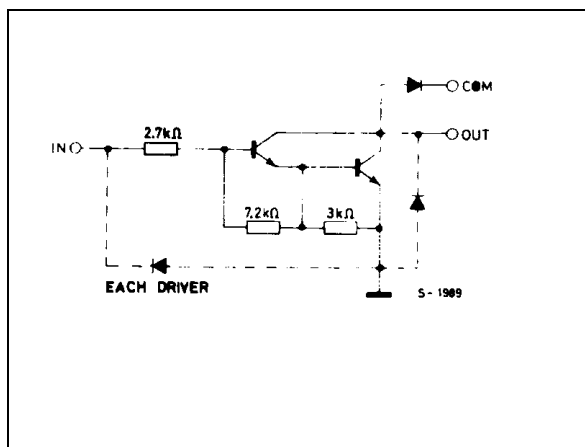 COM
2.7kΩ
IN
OUT
7.2kΩ
3kΩ
EACH DRIVER
S-1989